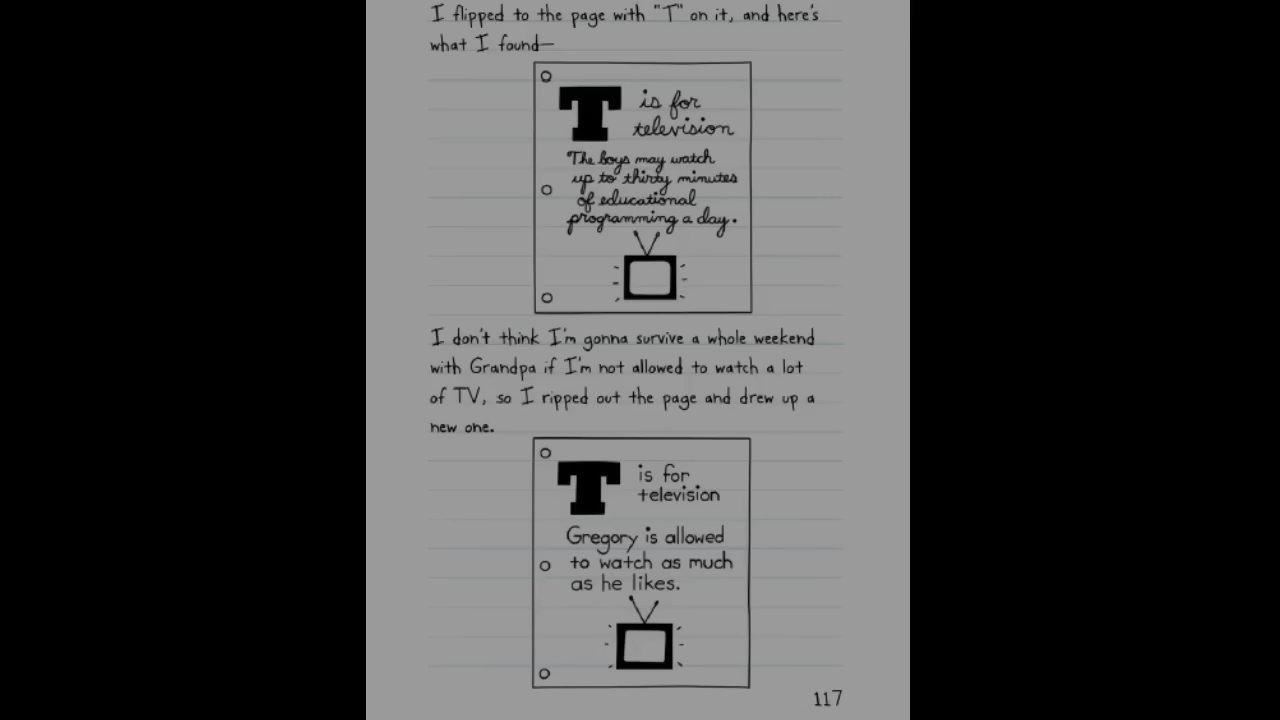 I flipped to the page with "T" on it, and here's
what I found—
T is for
television
The boys may watch
up to thirty minutes
of educational
programming a day.
I don't think I'm gonna survive a whole weekend
with Grandpa if I'm not allowed to watch a lot
of TV, so I ripped out the page and drew up a
new one.
T is for
television
Gregory is allowed
to watch as much
as he likes.
117